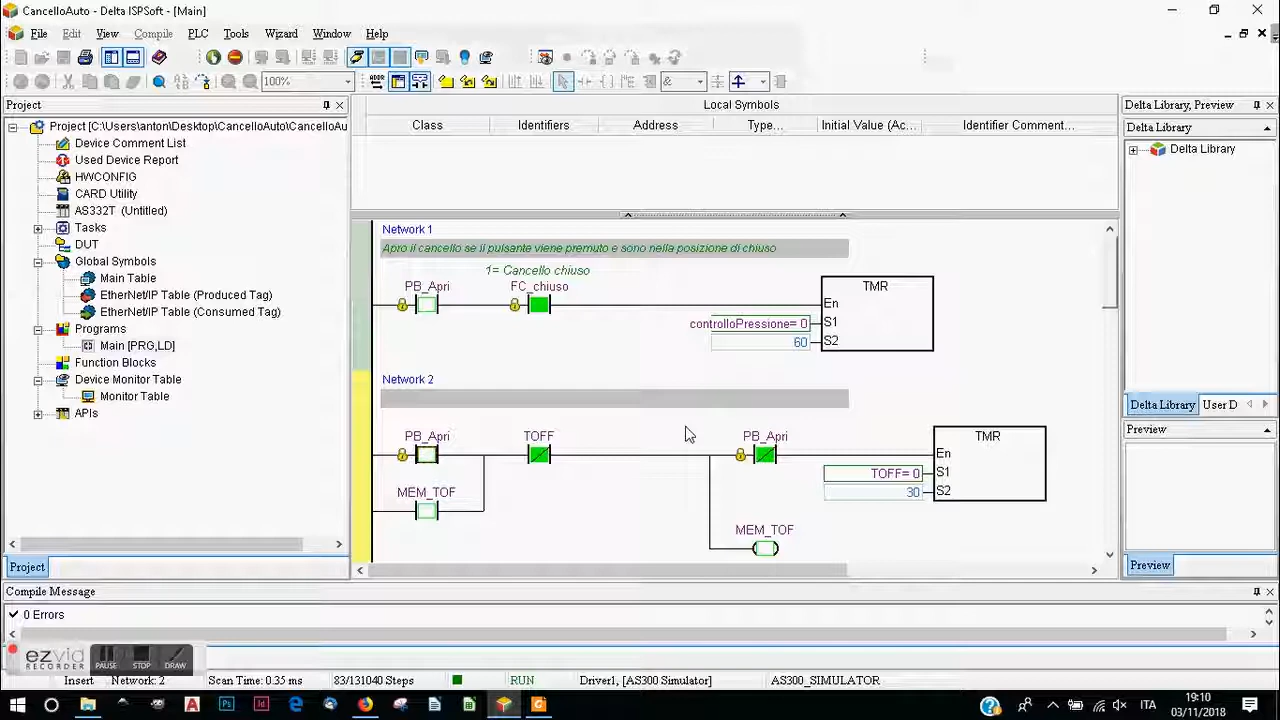 CancelloAuto - Delta ISPSoft - [Main]
File Edit View Compile PLC Tools Wizard Window Help
100%
ADDR
&
Project
Project [C:\Users\anton\Desktop\CancelloAuto\CancelloAu
Device Comment List
Used Device Report
HWCONFIG
CARD Utility
AS332T (Untitled)
Tasks
DUT
Global Symbols
Main Table
EtherNet/IP Table (Produced Tag)
EtherNet/IP Table (Consumed Tag)
Programs
Main [PRG,LD]
Function Blocks
Device Monitor Table
Monitor Table
APIs
Project
Local Symbols
Class Identifiers Address Type... Initial Value (Ac... Identifier Comment...
Network 1
Apro il cancello se il pulsante viene premuto e sono nella posizione di chiuso
1= Cancello chiuso
PB_Apri FC_chiuso TMR
En
controlloPressione= 0 S1
60 S2
Network 2
PB_Apri TOFF PB_Apri TMR
En
TOFF= 0 S1
30 S2
MEM_TOF
MEM_TOF
Delta Library, Preview
Delta Library
Delta Library
Delta Library User D
Preview
Preview
Compile Message
0 Errors
ezvid
RECORDER
PAUSE STOP DRAW
Insert Network: 2 Scan Time: 0.35 ms 83/131040 Steps RUN Driver1, [AS300 Simulator] AS300_SIMULATOR
ITA
19:10
03/11/2018